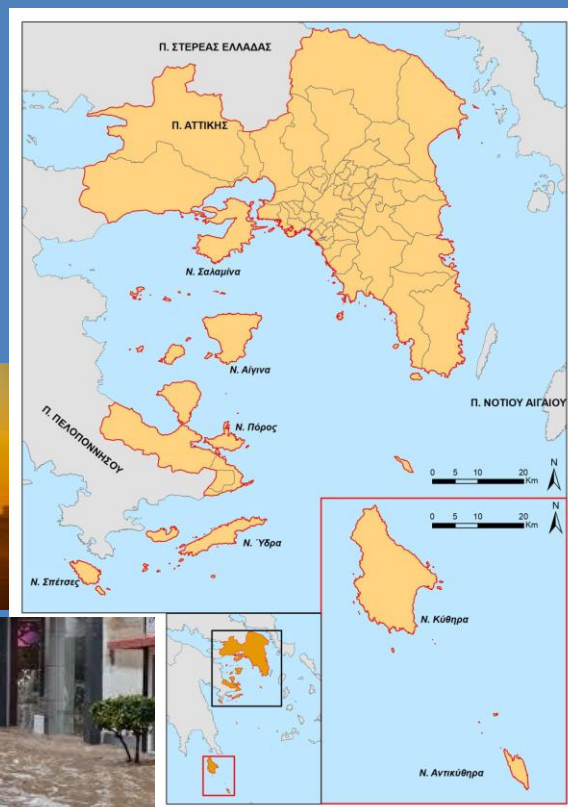 Π. ΣΤΕΡΕΑΣ ΕΛΛΑΔΑΣ
Π. ΑΤΤΙΚΗΣ
Ν. Σαλαμίνα
Ν. Αίγινα
Π. ΝΟΤΙΟΥ ΑΙΓΑΙΟΥ
Π. ΠΕΛΟΠΟΝΝΗΣΟΥ
Ν. Πόρος
N
0 5 10 20
Km
Ν. Ύδρα
Ν. Σπέτσες
N
0 5 10 20
Km
Ν. Κύθηρα
Ν. Αντικύθηρα